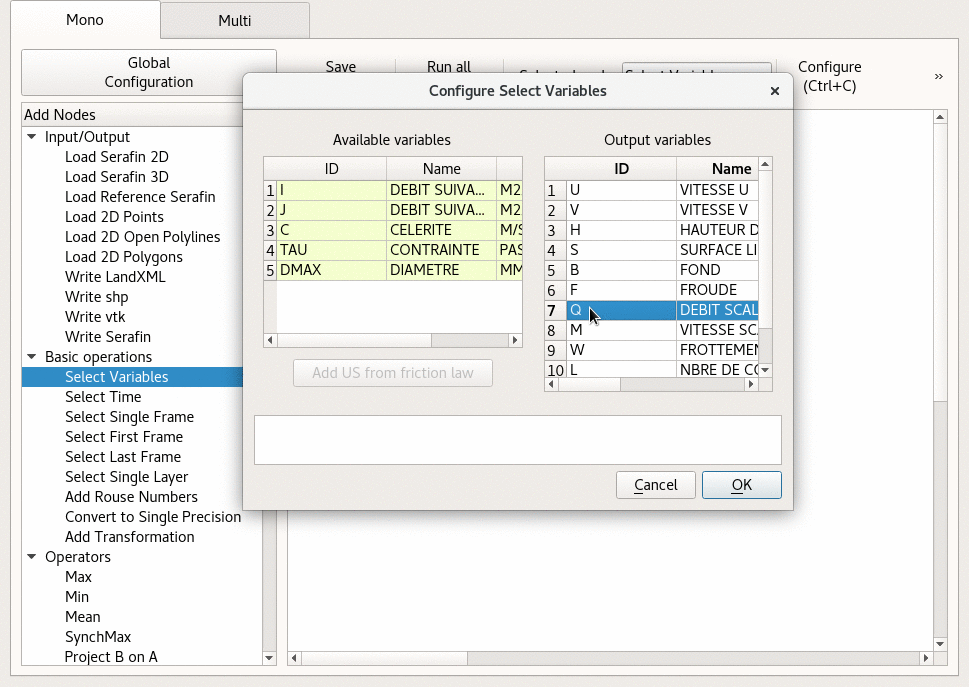 Mono
Multi
Global
Configuration
Save
Run all
Configure
(Ctrl+C)
»
Add Nodes
Input/Output
Load Serafin 2D
Load Serafin 3D
Load Reference Serafin
Load 2D Points
Load 2D Open Polylines
Load 2D Polygons
Write LandXML
Write shp
Write vtk
Write Serafin
Basic operations
Select Variables
Select Time
Select Single Frame
Select First Frame
Select Last Frame
Select Single Layer
Add Rouse Numbers
Convert to Single Precision
Add Transformation
Operators
Max
Min
Mean
SynchMax
Project B on A
Configure Select Variables
×
Available variables
ID Name
1 I DEBIT SUIVA... M2
2 J DEBIT SUIVA... M2
3 C CELERITE M/S
4 TAU CONTRAINTE PAS
5 DMAX DIAMETRE MM
Add US from friction law
Output variables
ID Name
1 U VITESSE U
2 V VITESSE V
3 H HAUTEUR D
4 S SURFACE LI
5 B FOND
6 F FROUDE
7 Q DEBIT SCAL
8 M VITESSE SC
9 W FROTTEMEN
10 L NBRE DE CO
Cancel
OK